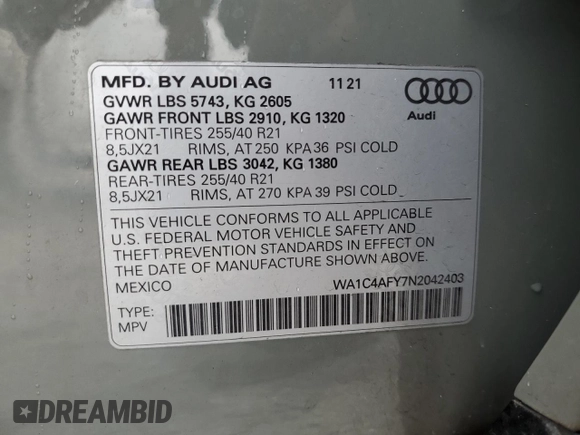 MFD. BY AUDI AG 11 21
GVWR LBS 5743, KG 2605
GAWR FRONT LBS 2910, KG 1320
FRONT-TIRES 255/40 R21
8,5JX21 RIMS, AT 250 KPA 36 PSI COLD
GAWR REAR LBS 3042, KG 1380
REAR-TIRES 255/40 R21
8,5JX21 RIMS, AT 270 KPA 39 PSI COLD
Audi
THIS VEHICLE CONFORMS TO ALL APPLICABLE
U.S. FEDERAL MOTOR VEHICLE SAFETY AND
THEFT PREVENTION STANDARDS IN EFFECT ON
THE DATE OF MANUFACTURE SHOWN ABOVE.
MEXICO WA1C4AFY7N2042403
TYPE:
MPV
DREAMBID